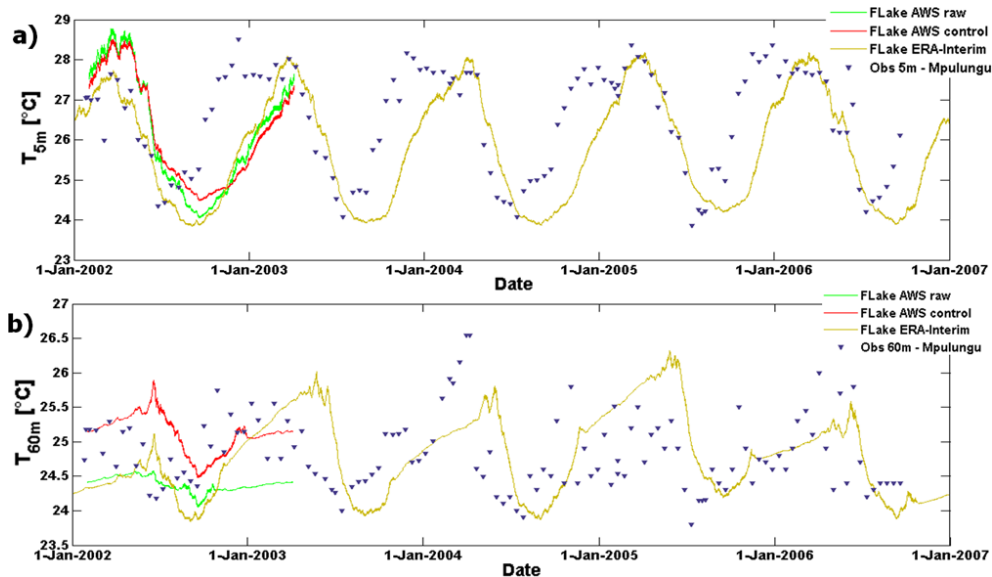 a)
FLake AWS raw
FLake AWS control
FLake ERA-Interim
Obs 5m - Mpulungu
T5m [°C]
29
28
27
26
25
24
23
1-Jan-2002 1-Jan-2003 1-Jan-2004 1-Jan-2005 1-Jan-2006 1-Jan-2007
Date
b)
FLake AWS raw
FLake AWS control
FLake ERA-Interim
Obs 60m - Mpulungu
T60m [°C]
27
26.5
26
25.5
25
24.5
24
23.5
1-Jan-2002 1-Jan-2003 1-Jan-2004 1-Jan-2005 1-Jan-2006 1-Jan-2007
Date